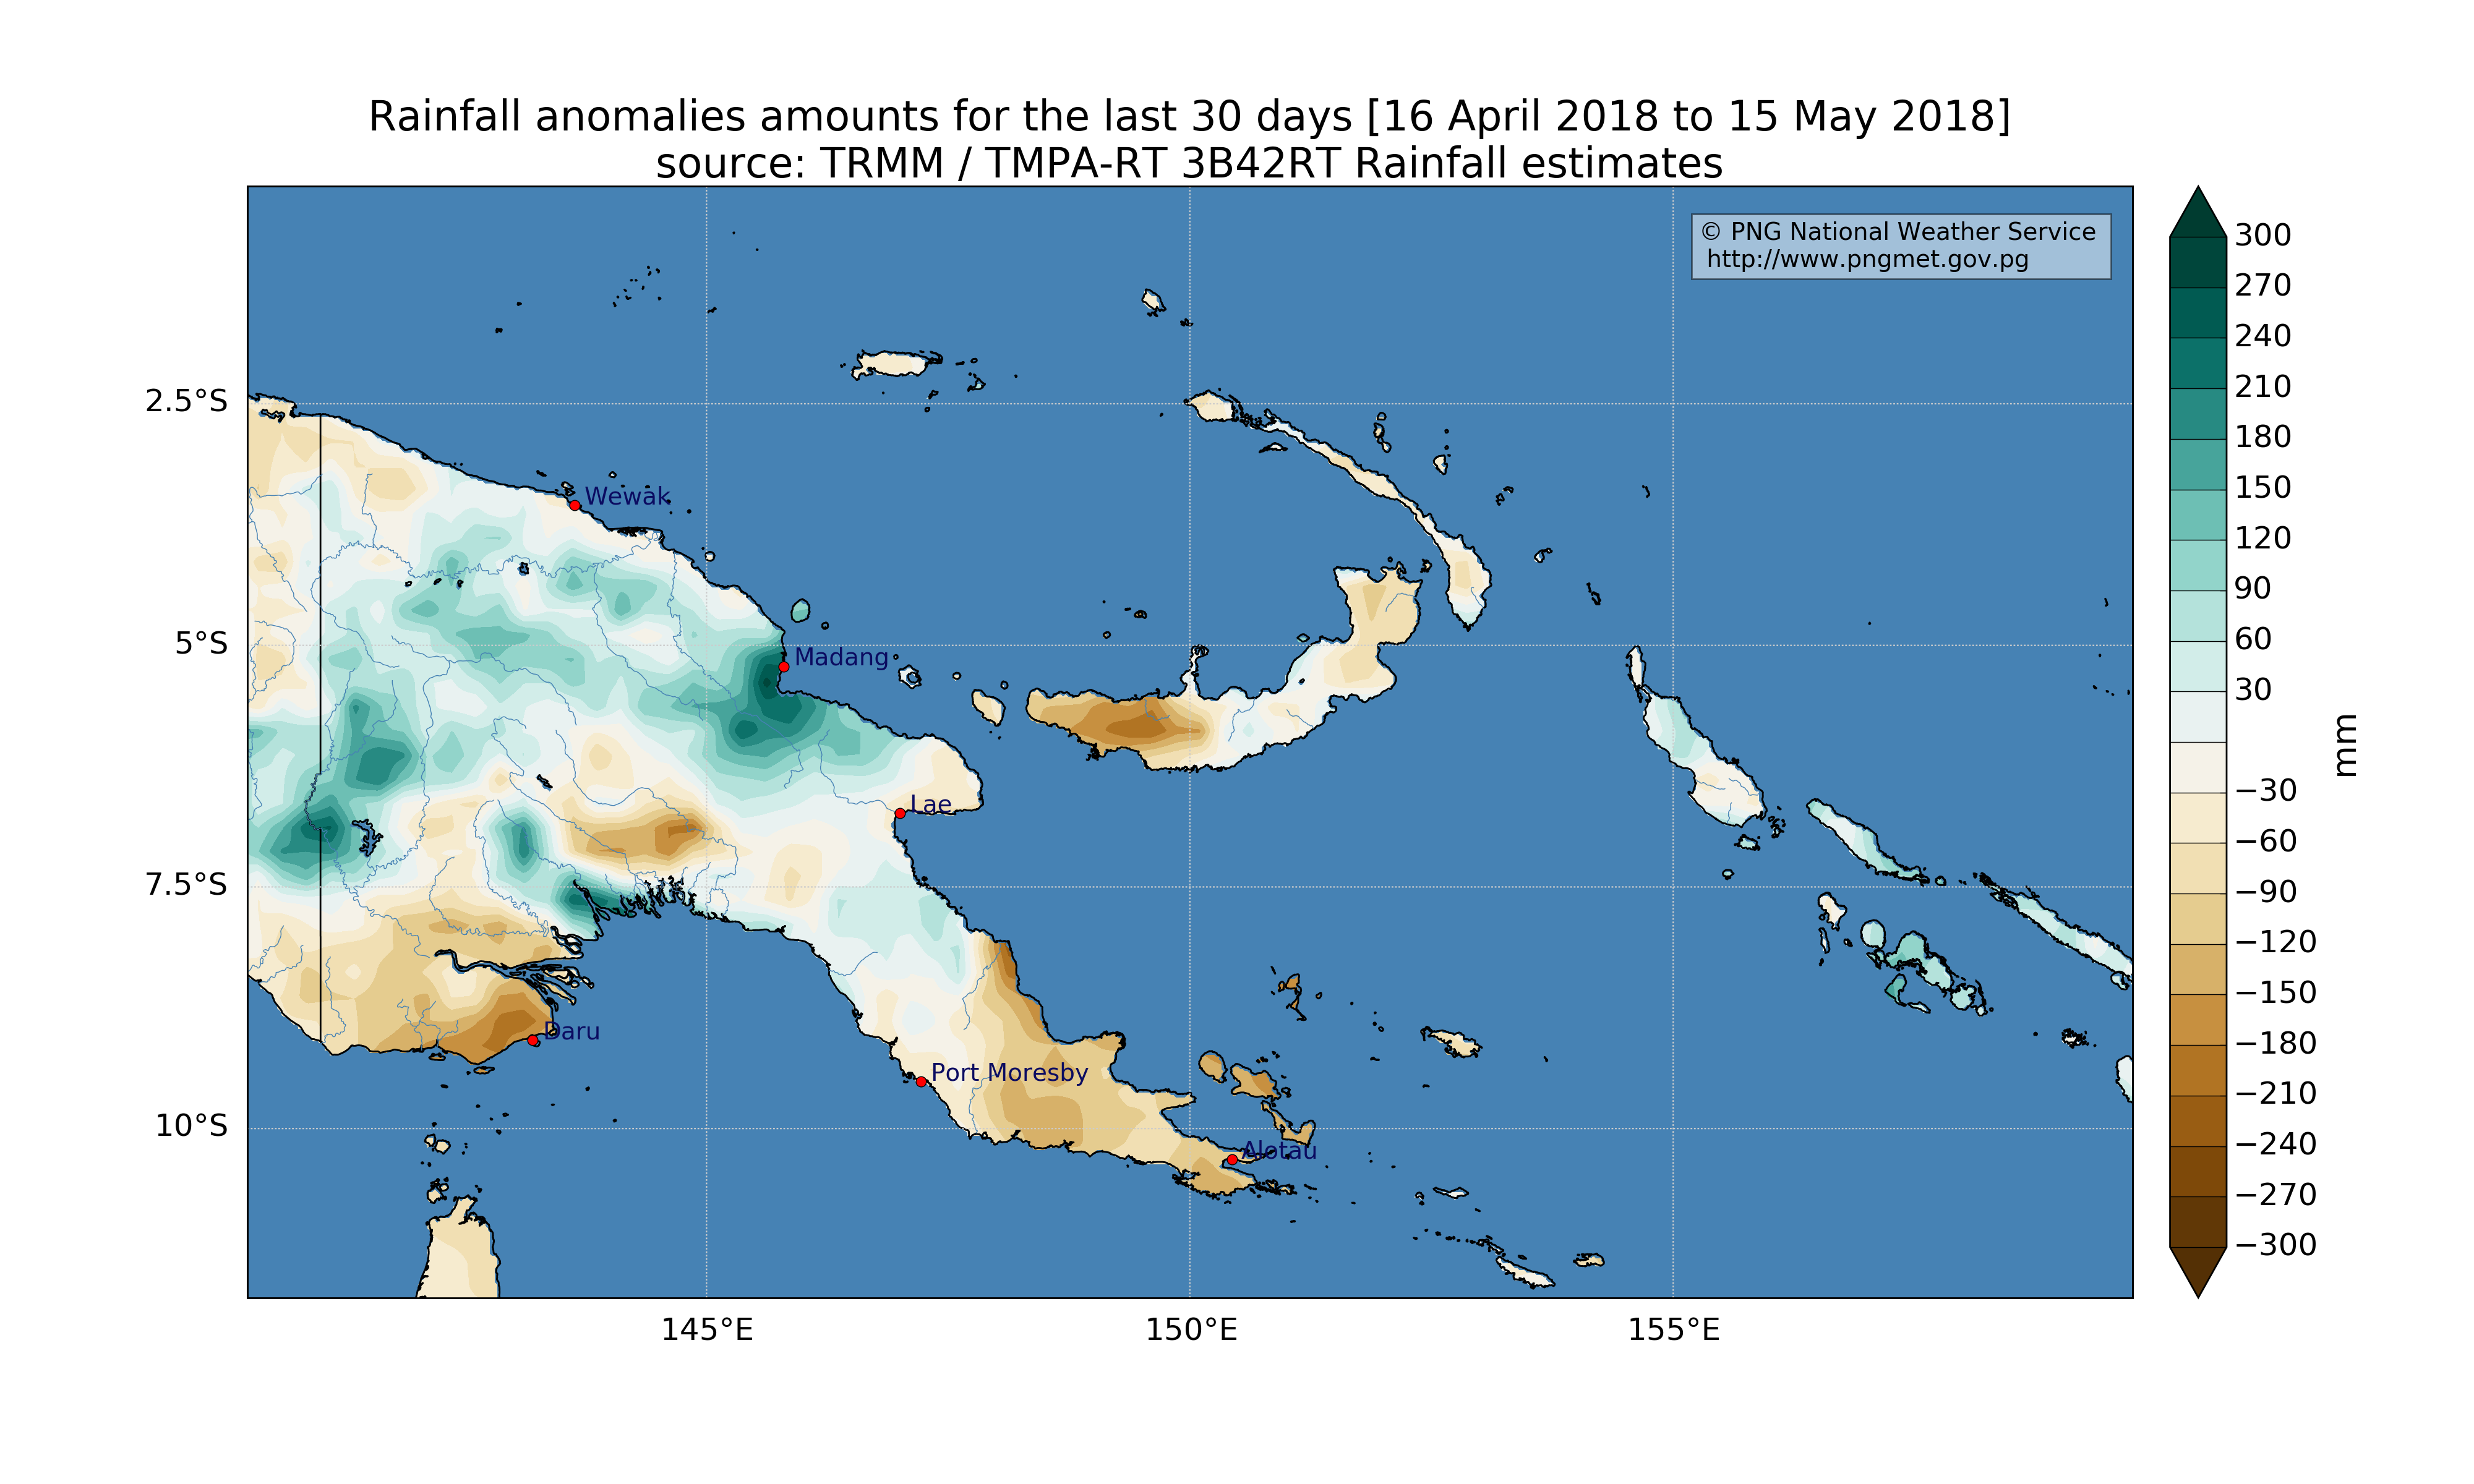 Rainfall anomalies amounts for the last 30 days [16 April 2018 to 15 May 2018]
source: TRMM / TMPA-RT 3B42RT Rainfall estimates
© PNG National Weather Service
http://www.pngmet.gov.pg
2.5°S
5°S
7.5°S
10°S
145°E
150°E
155°E
Wewak
Madang
Lae
Daru
Port Moresby
Alotau
300
270
240
210
180
150
120
90
60
30
−30
−60
−90
−120
−150
−180
−210
−240
−270
−300
mm